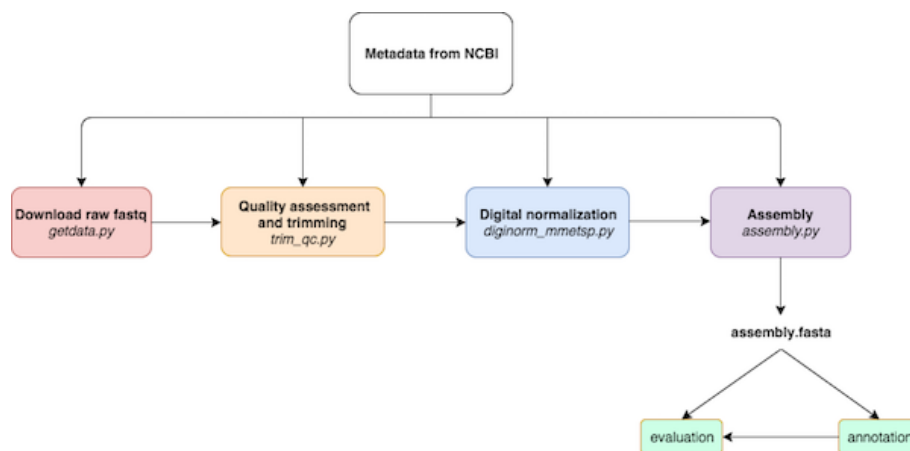 Metadata from NCBI
Download raw fastq
getdata.py
Quality assessment
and trimming
trim_qc.py
Digital normalization
diginorm_mmetsp.py
Assembly
assembly.py
assembly.fasta
evaluation
annotation